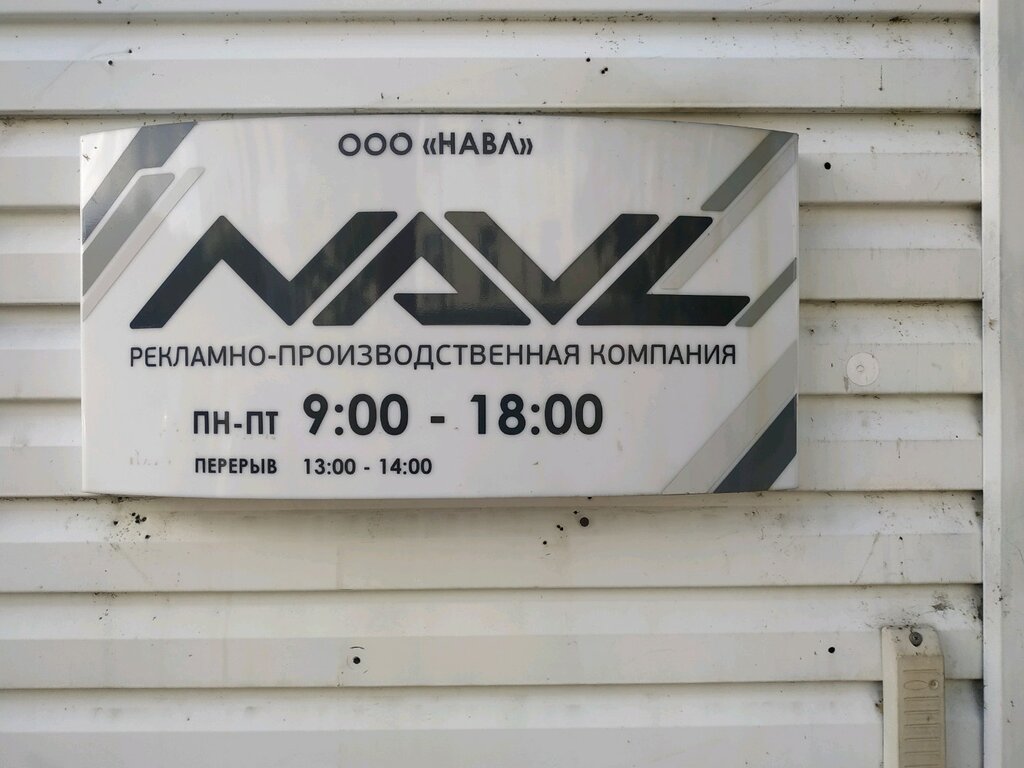 ООО «НАВЛ»
NAVL
РЕКЛАМНО-ПРОИЗВОДСТВЕННАЯ КОМПАНИЯ
ПН-ПТ 9:00 - 18:00
ПЕРЕРЫВ 13:00 - 14:00